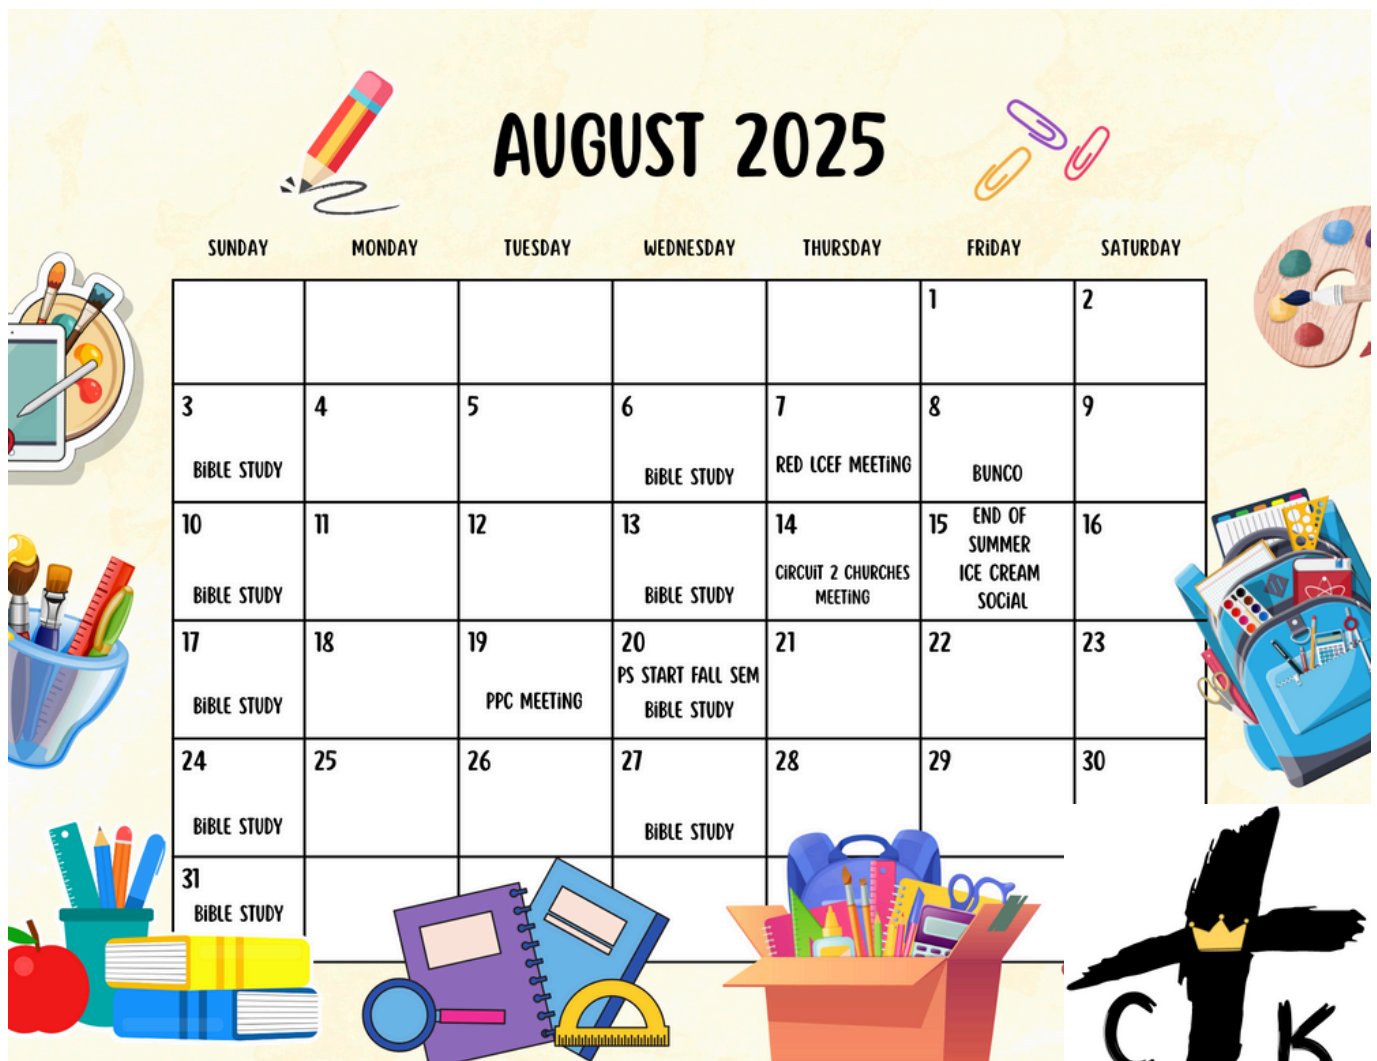 AUGUST 2025
SUNDAY MONDAY TUESDAY WEDNESDAY THURSDAY FRiDAY SATURDAY
1 2
3 4 5 6 7 8 9
BiBLE STUDY BiBLE STUDY RED LCEF MEETiNG BUNCO
10 11 12 13 14 15 16
END OF
SUMMER
ICE CREAM
SOCiAL
BiBLE STUDY BiBLE STUDY
CiRCUiT 2 CHURCHES
MEETiNG
17 18 19 20 21 22 23
PS START FALL SEM
BiBLE STUDY PPC MEETiNG BiBLE STUDY
24 25 26 27 28 29 30
BiBLE STUDY BiBLE STUDY
31
BiBLE STUDY
C K